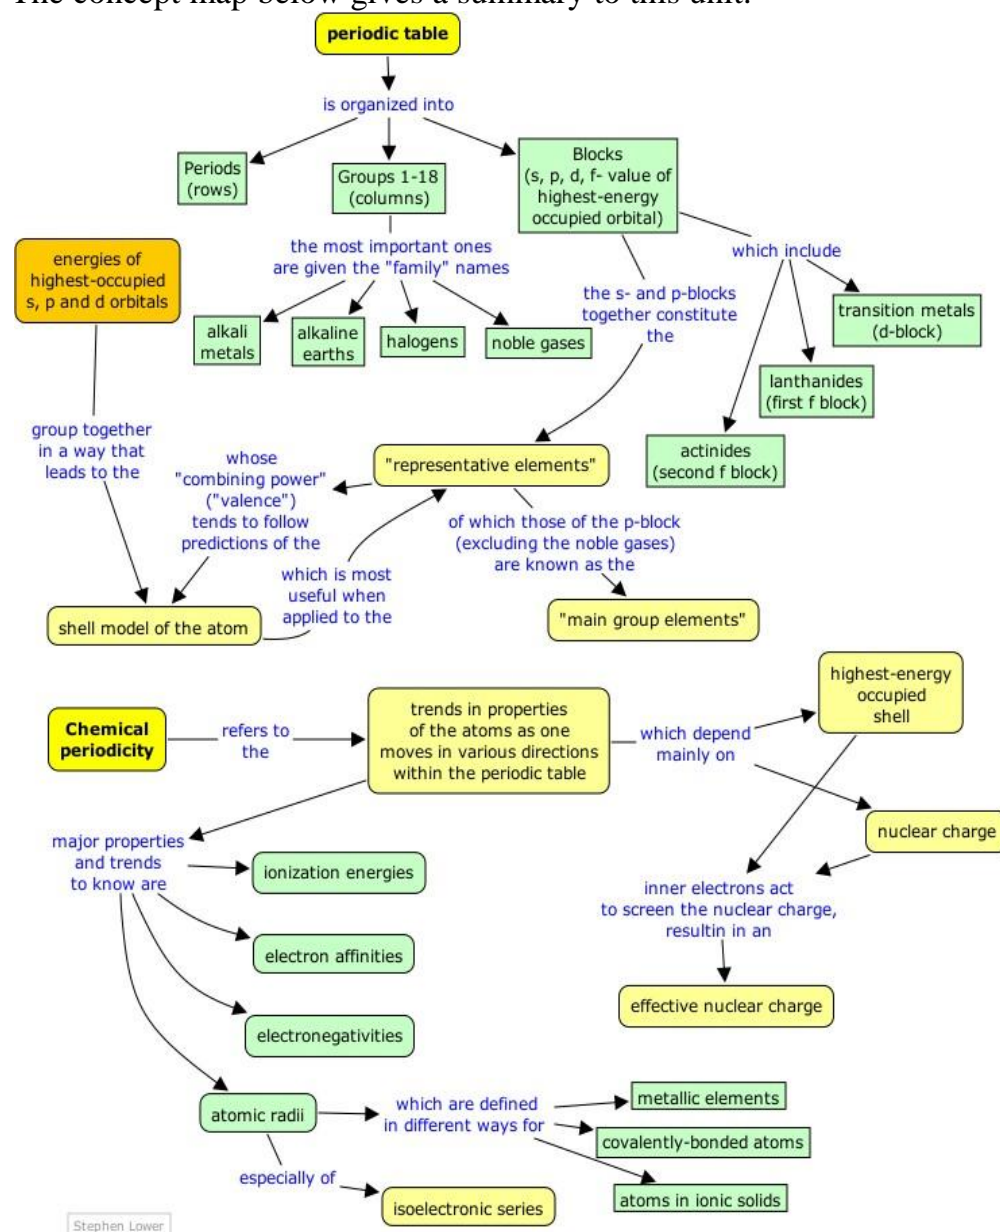 The concept map below gives a summary to this unit.
periodic table
is organized into
Periods
(rows)
Groups 1-18
(columns)
Blocks
(s, p, d, f- value of
highest-energy
occupied orbital)
the most important ones
are given the "family" names
which include
energies of
highest-occupied
s, p and d orbitals
the s- and p-blocks
together constitute
the
transition metals
(d-block)
alkali
metals
alkaline
earths
halogens
noble gases
lanthanides
(first f block)
actinides
(second f block)
group together
in a way that
leads to the
whose
"combining power"
("valence")
tends to follow
predictions of the
"representative elements"
of which those of the p-block
(excluding the noble gases)
are known as the
which is most
useful when
applied to the
shell model of the atom
"main group elements"
Chemical
periodicity
refers to
the
trends in properties
of the atoms as one
moves in various directions
within the periodic table
which depend
mainly on
highest-energy
occupied
shell
nuclear charge
major properties
and trends
to know are
ionization energies
inner electrons act
to screen the nuclear charge,
resultin in an
electron affinities
effective nuclear charge
electronegativities
atomic radii
which are defined
in different ways for
metallic elements
covalently-bonded atoms
atoms in ionic solids
especially of
isoelectronic series
Stephen Lower